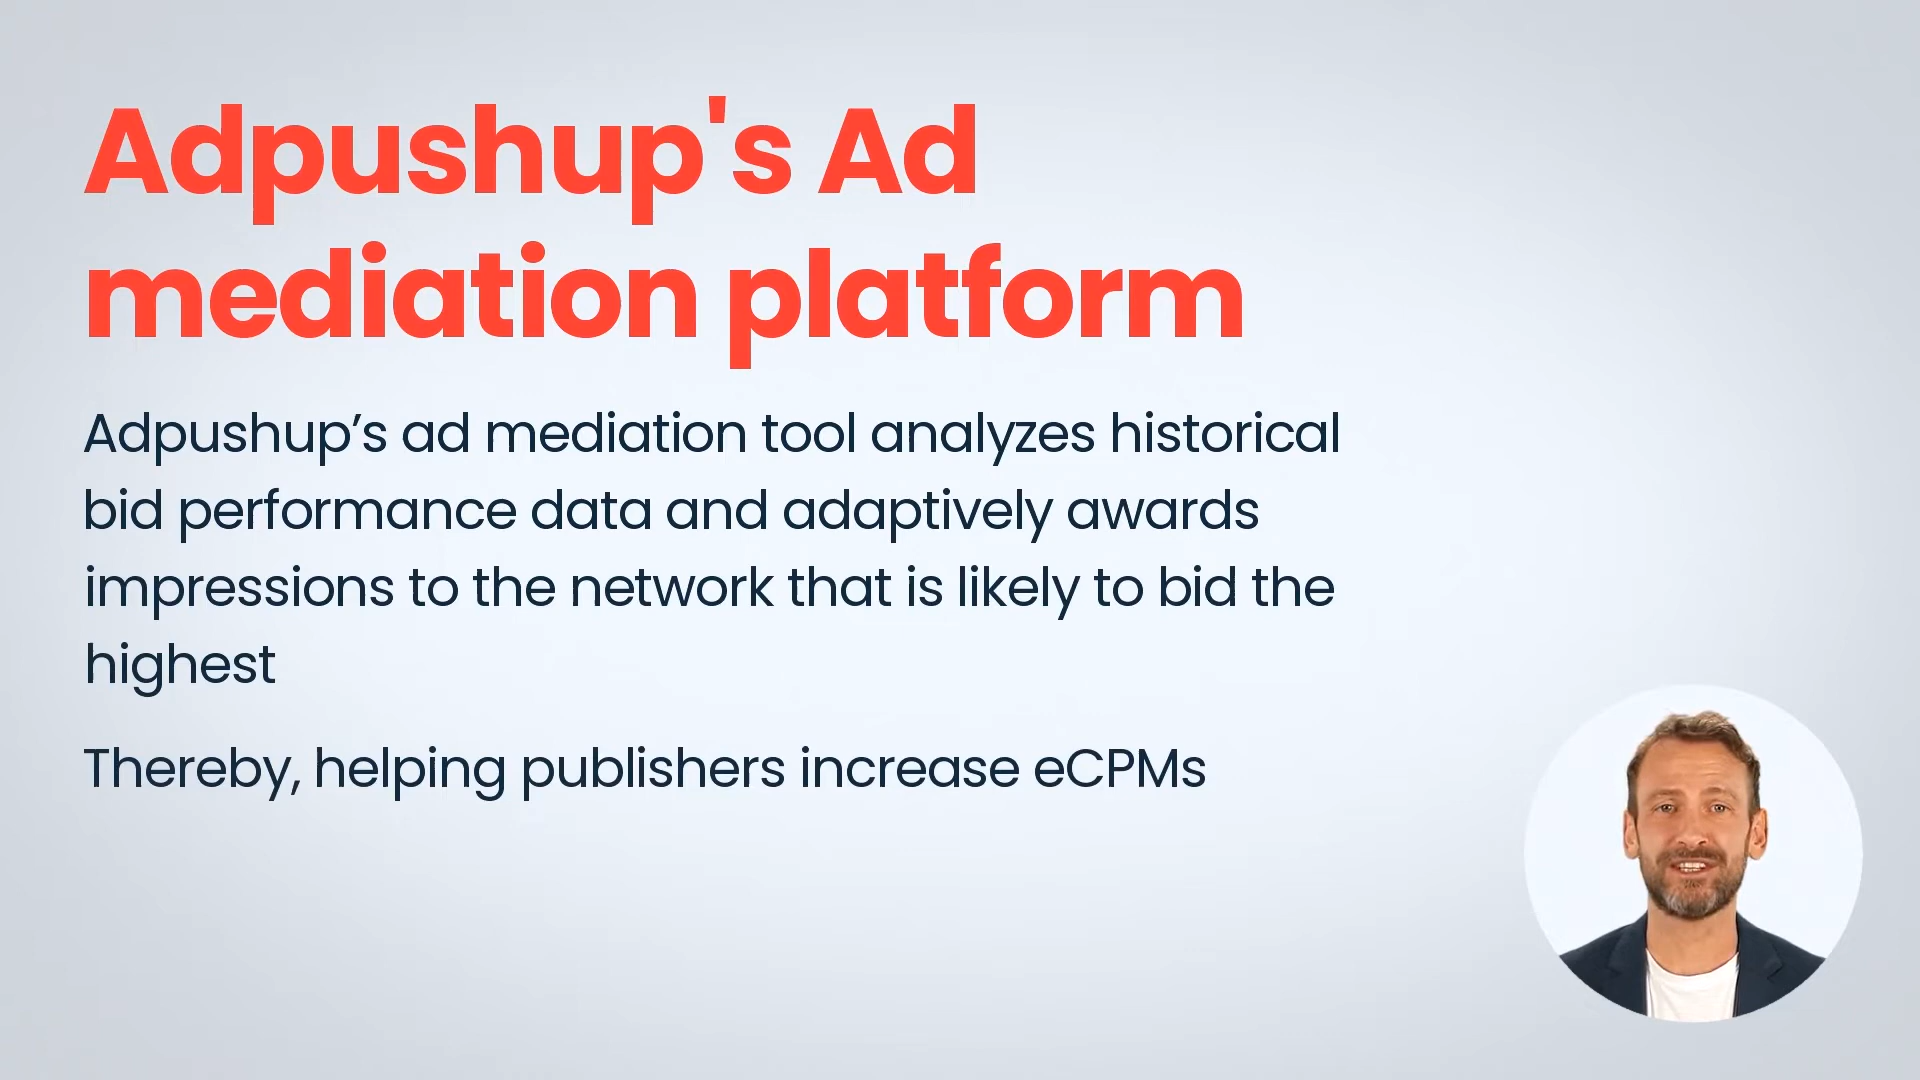 Adpushup's Ad
mediation platform
Adpushup’s ad mediation tool analyzes historical
bid performance data and adaptively awards
impressions to the network that is likely to bid the
highest
Thereby, helping publishers increase eCPMs